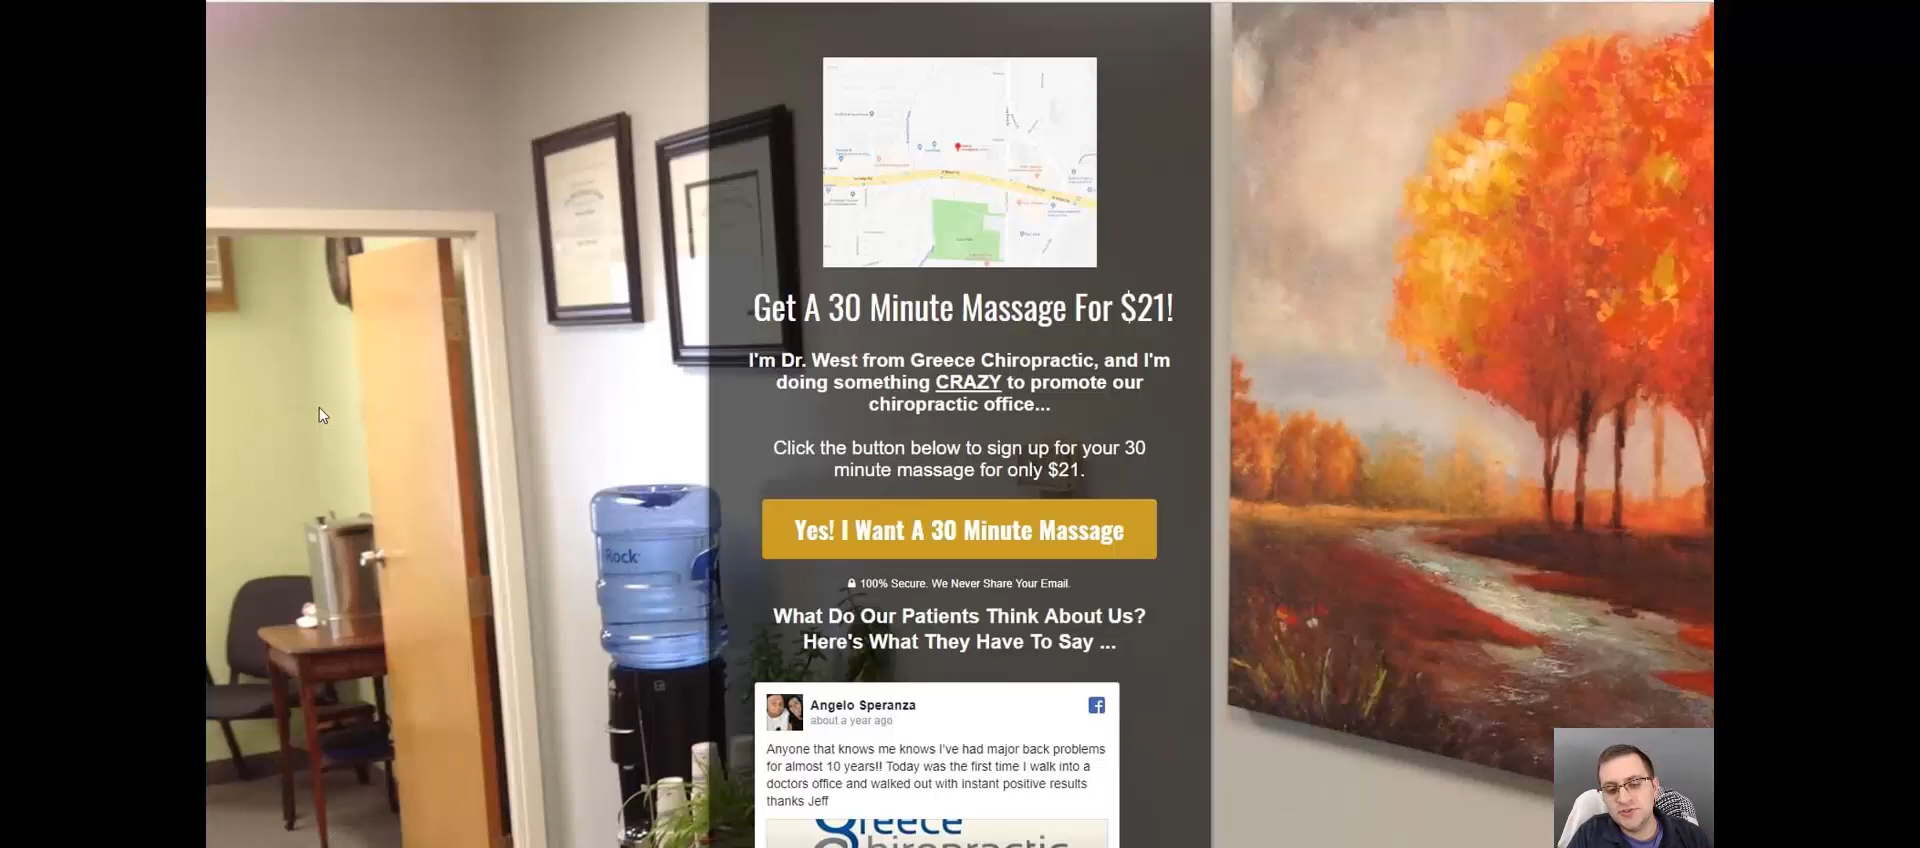 Get A 30 Minute Massage For $21!
I'm Dr. West from Greece Chiropractic, and I'm
doing something CRAZY to promote our
chiropractic office...
Click the button below to sign up for your 30
minute massage for only $21.
Yes! I Want A 30 Minute Massage
100% Secure. We Never Share Your Email.
What Do Our Patients Think About Us?
Here's What They Have To Say ...
Angelo Speranza
about a year ago
Anyone that knows me knows I've had major back problems
for almost 10 years!! Today was the first time I walk into a
doctors office and walked out with instant positive results
thanks Jeff
greece
chiropractic
Rock